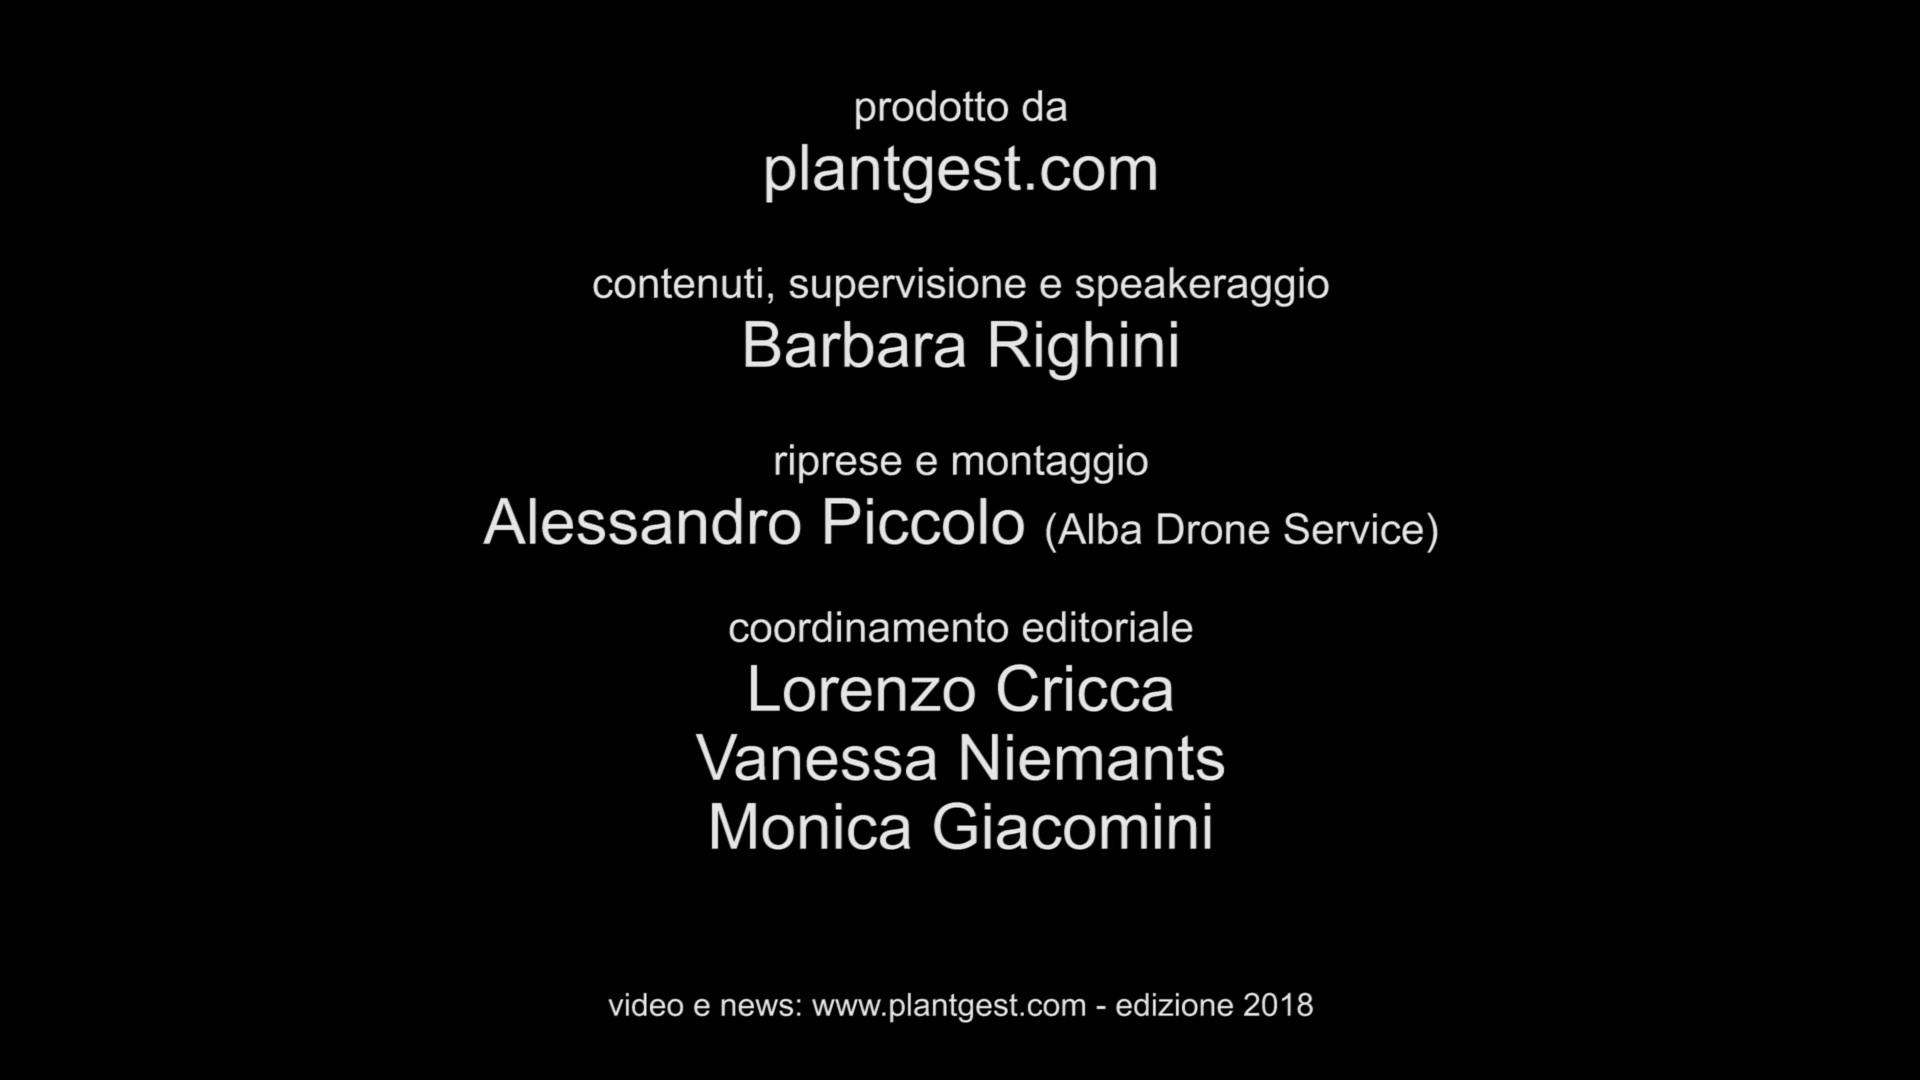 prodotto da
plantgest.com
contenuti, supervisione e speakeraggio
Barbara Righini
riprese e montaggio
Alessandro Piccolo (Alba Drone Service)
coordinamento editoriale
Lorenzo Cricca
Vanessa Niemants
Monica Giacomini
video e news: www.plantgest.com - edizione 2018